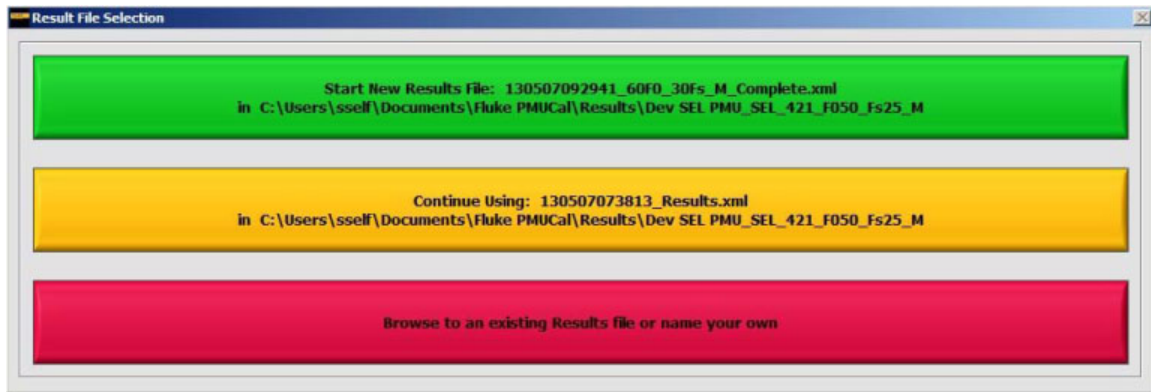 Result File Selection
Start New Results File: 130507092941_60F0_30Fs_M_Complete.xml
in C:\Users\sself\Documents\Fluke PMUCal\Results\Dev SEL PMU_SEL_421_F050_Fs25_M
Continue Using: 130507073813_Results.xml
in C:\Users\sself\Documents\Fluke PMUCal\Results\Dev SEL PMU_SEL_421_F050_Fs25_M
Browse to an existing Results file or name your own